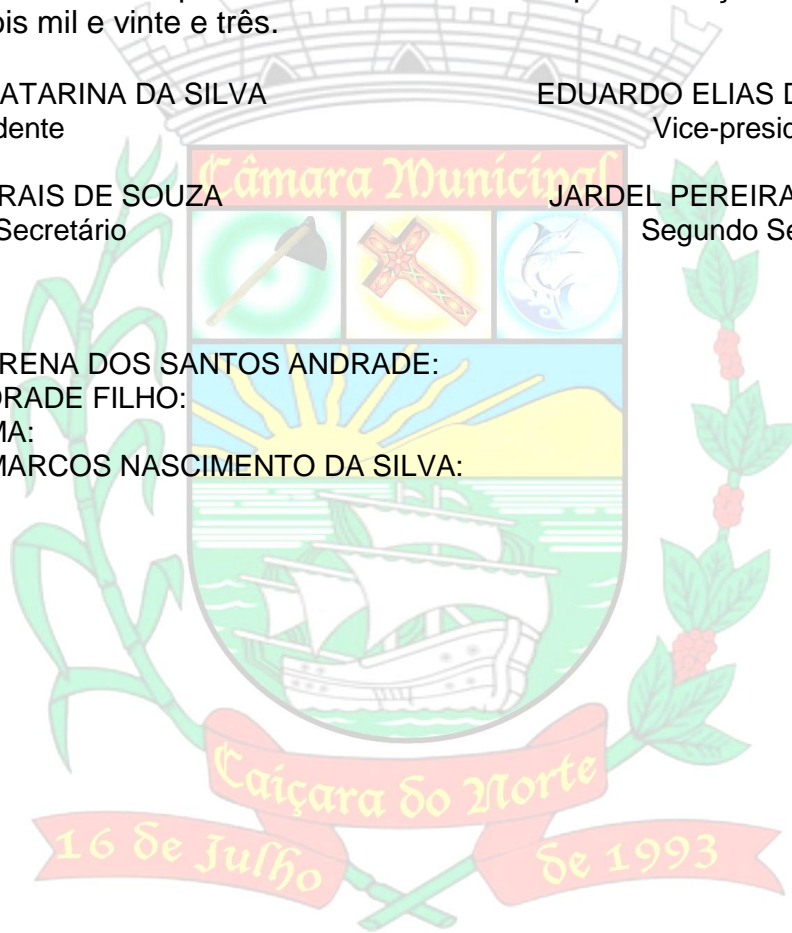 ois mil e vinte e três.
ATARINA DA SILVA EDUARDO ELIAS D
dente Vice-presid
RAIS DE SOUZA JARDEL PEREIRA
Secretário Segundo Se
RENA DOS SANTOS ANDRADE:
DRADE FILHO:
MA:
MARCOS NASCIMENTO DA SILVA:
Câmara Municipal
Caiçara do Norte
16 de Julho de 1993